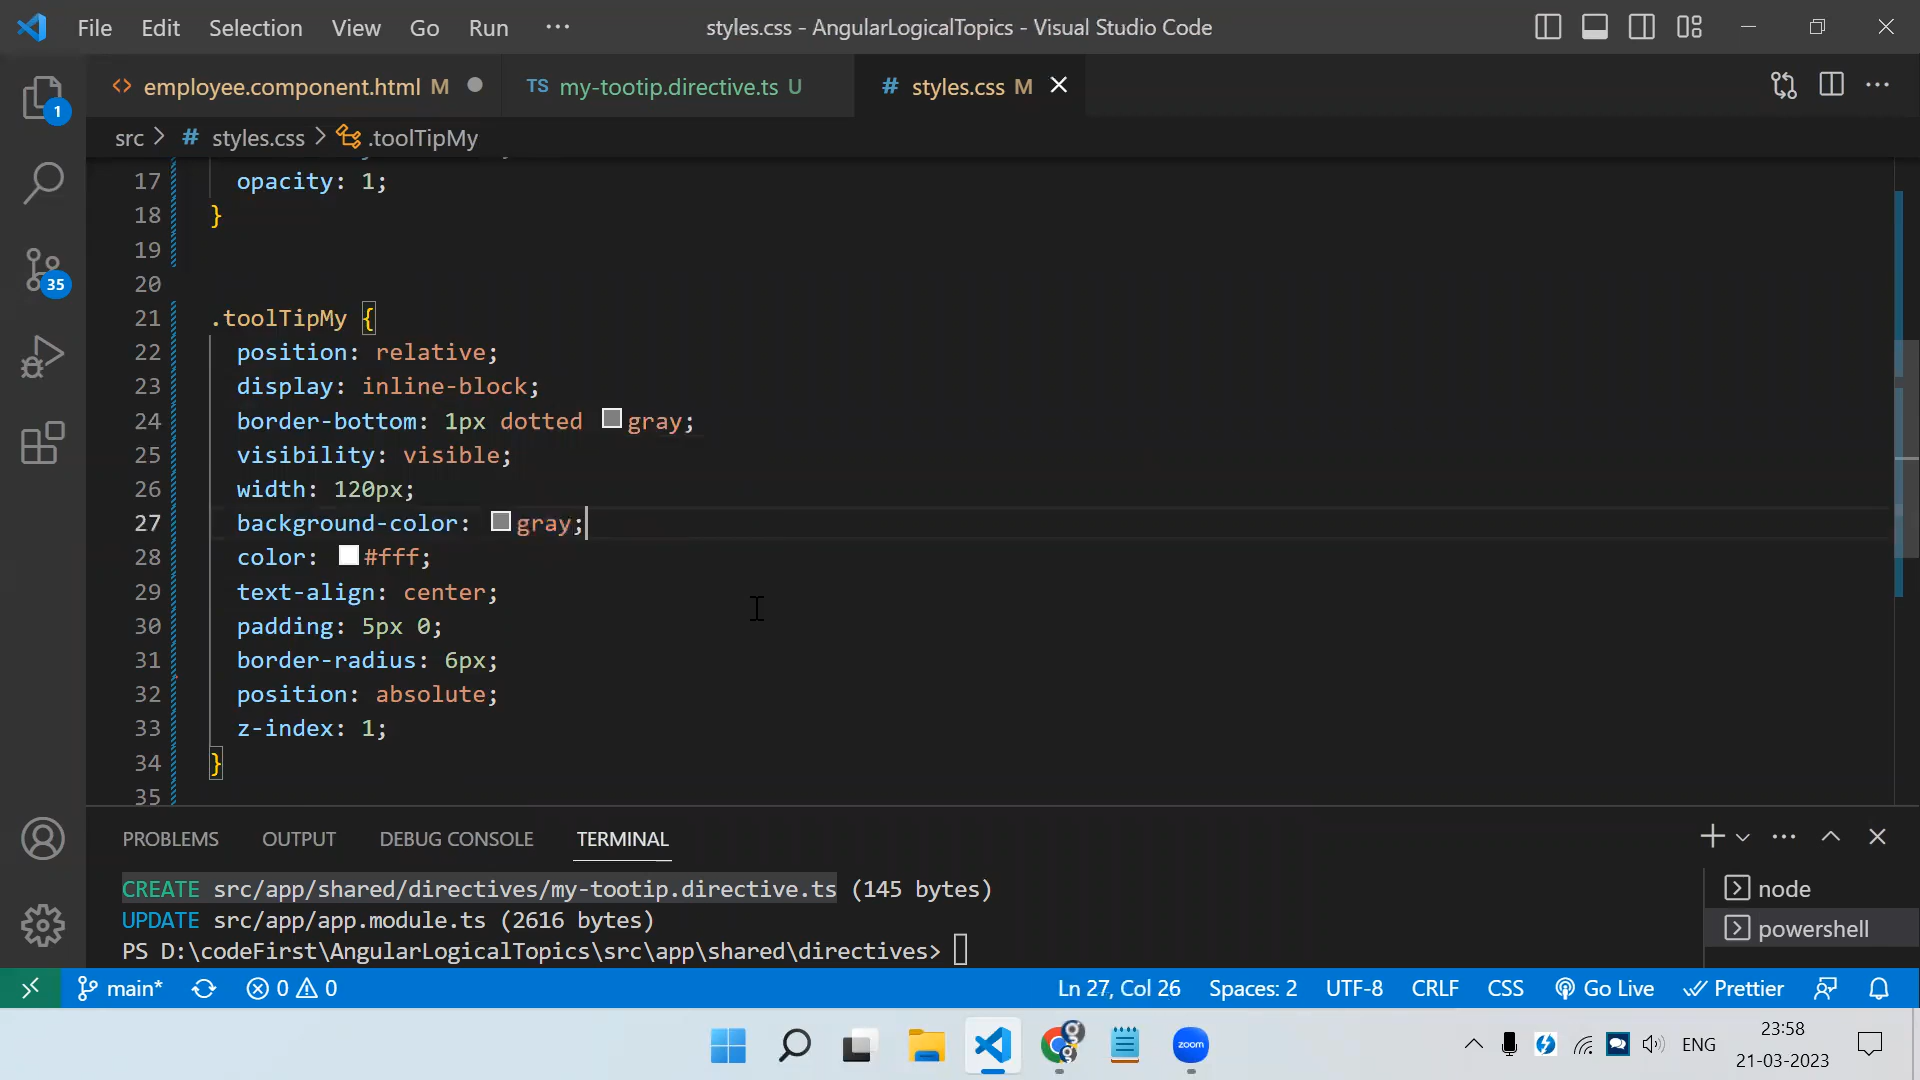 File Edit Selection View Go Run ··· styles.css - AngularLogicalTopics - Visual Studio Code
<> employee.component.html M TS my-tootip.directive.ts U # styles.css M
src > # styles.css > .toolTipMy
17 opacity: 1;
18 }
19
20
21 .toolTipMy {
22 position: relative;
23 display: inline-block;
24 border-bottom: 1px dotted gray;
25 visibility: visible;
26 width: 120px;
27 background-color: gray;
28 color: #fff;
29 text-align: center;
30 padding: 5px 0;
31 border-radius: 6px;
32 position: absolute;
33 z-index: 1;
34 }
35
1
35
PROBLEMS OUTPUT DEBUG CONSOLE TERMINAL
CREATE src/app/shared/directives/my-tootip.directive.ts (145 bytes)
UPDATE src/app/app.module.ts (2616 bytes)
PS D:\codeFirst\AngularLogicalTopics\src\app\shared\directives>
node
powershell
main* 0 0 Ln 27, Col 26 Spaces: 2 UTF-8 CRLF CSS Go Live Prettier
zoom
ENG
23:58
21-03-2023